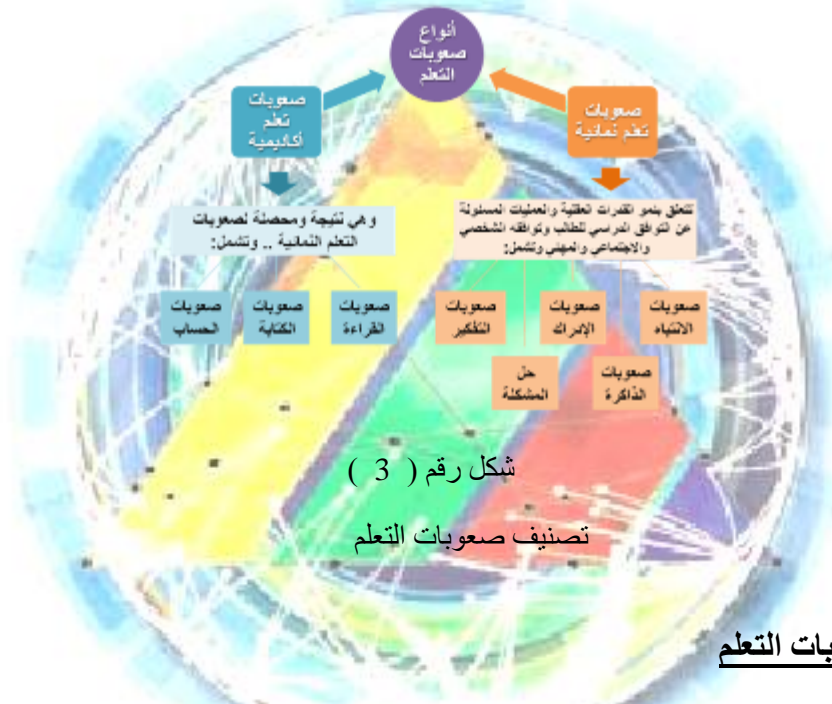 أنواع
صعوبات
التعلم
صعوبات
تعلم نمائية
صعوبات
تعلم
أكاديمية
تتعلق بنمو القدرات العقلية والعمليات المسئولة
عن التوافق الدراسي للطالب وتوافقه الشخصي
والاجتماعي والمهني وتشمل:
وهي نتيجة ومحصلة لصعوبات
التعلم النمائية .. وتشمل:
صعوبات
الانتباه
صعوبات
الإدراك
صعوبات
التفكير
صعوبات
القراءة
صعوبات
الكتابة
صعوبات
الحساب
صعوبات
الذاكرة
حل
المشكلة
شكل رقم ( 3 )
تصنيف صعوبات التعلم
بات التعلم